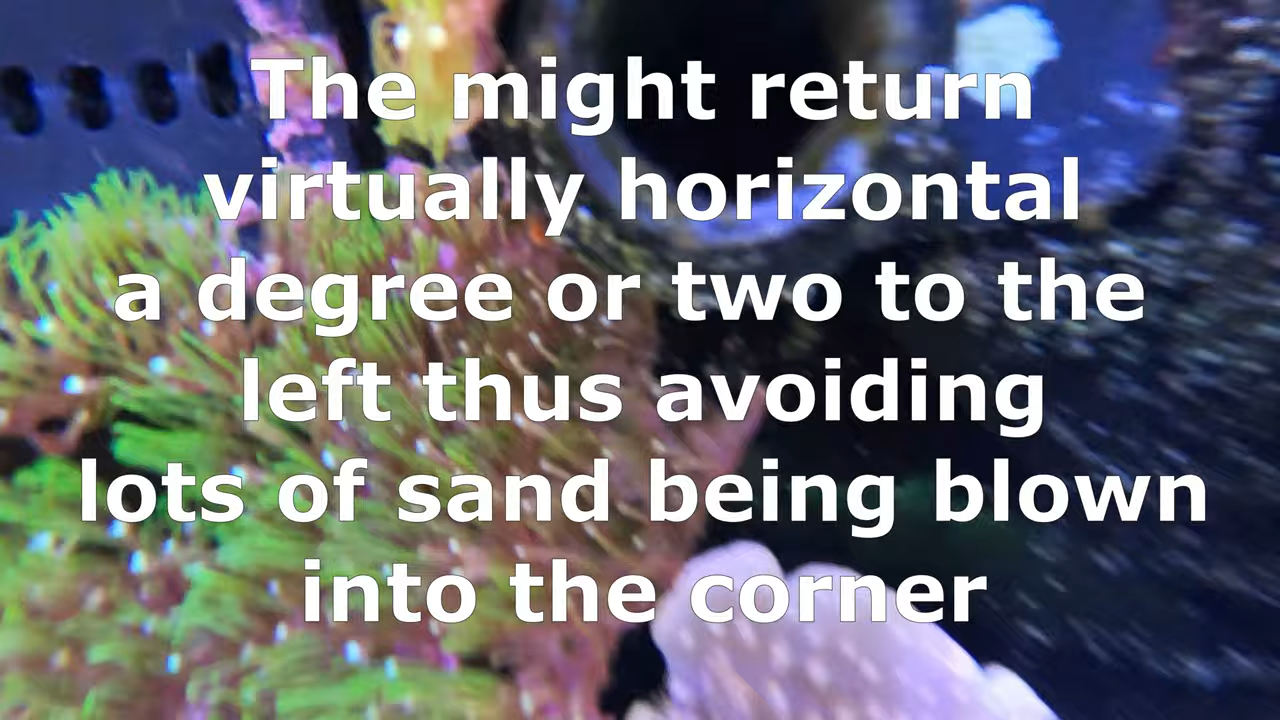 The might return
virtually horizontal
a degree or two to the
left thus avoiding
lots of sand being blown
into the corner